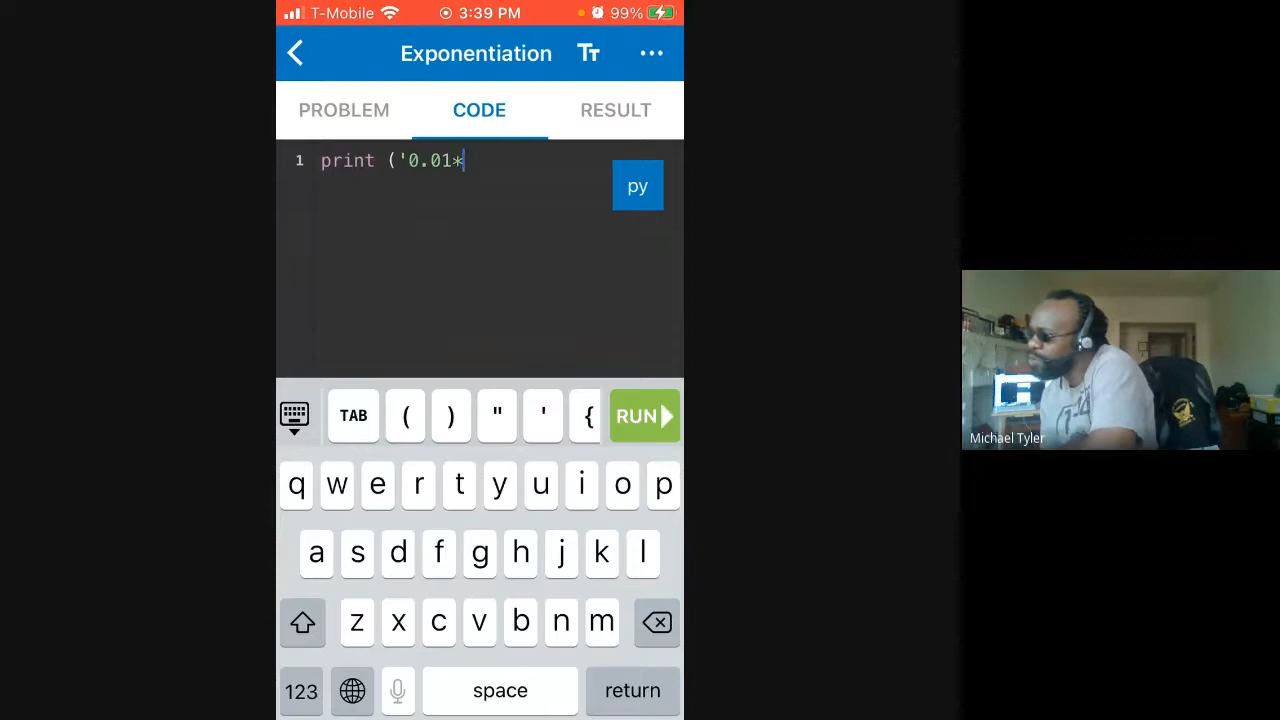 T-Mobile 3:39 PM 99%
Exponentiation TT ...
PROBLEM CODE RESULT
1 print ('0.01*
py
TAB ( ) " ' { RUN
q w e r t y u i o p
a s d f g h j k l
z x c v b n m
123 space return
Michael Tyler